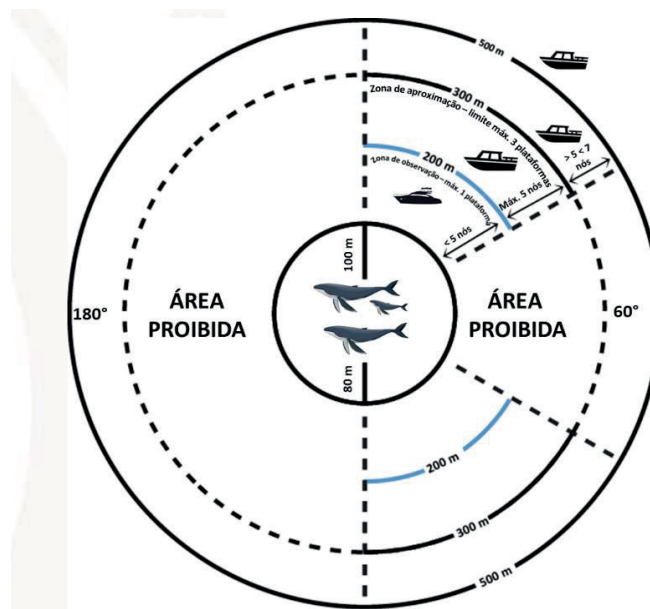 500 m
300 m
Zona de aproximação – limite máx. 3 plataformas
200 m
Zona de observação – máx. 1 plataforma
> 5 < 7
nós
Máx. 5 nós
< 5 nós
100 m
180°
ÁREA
PROIBIDA
ÁREA
PROIBIDA
60°
80 m
200 m
300 m
500 m